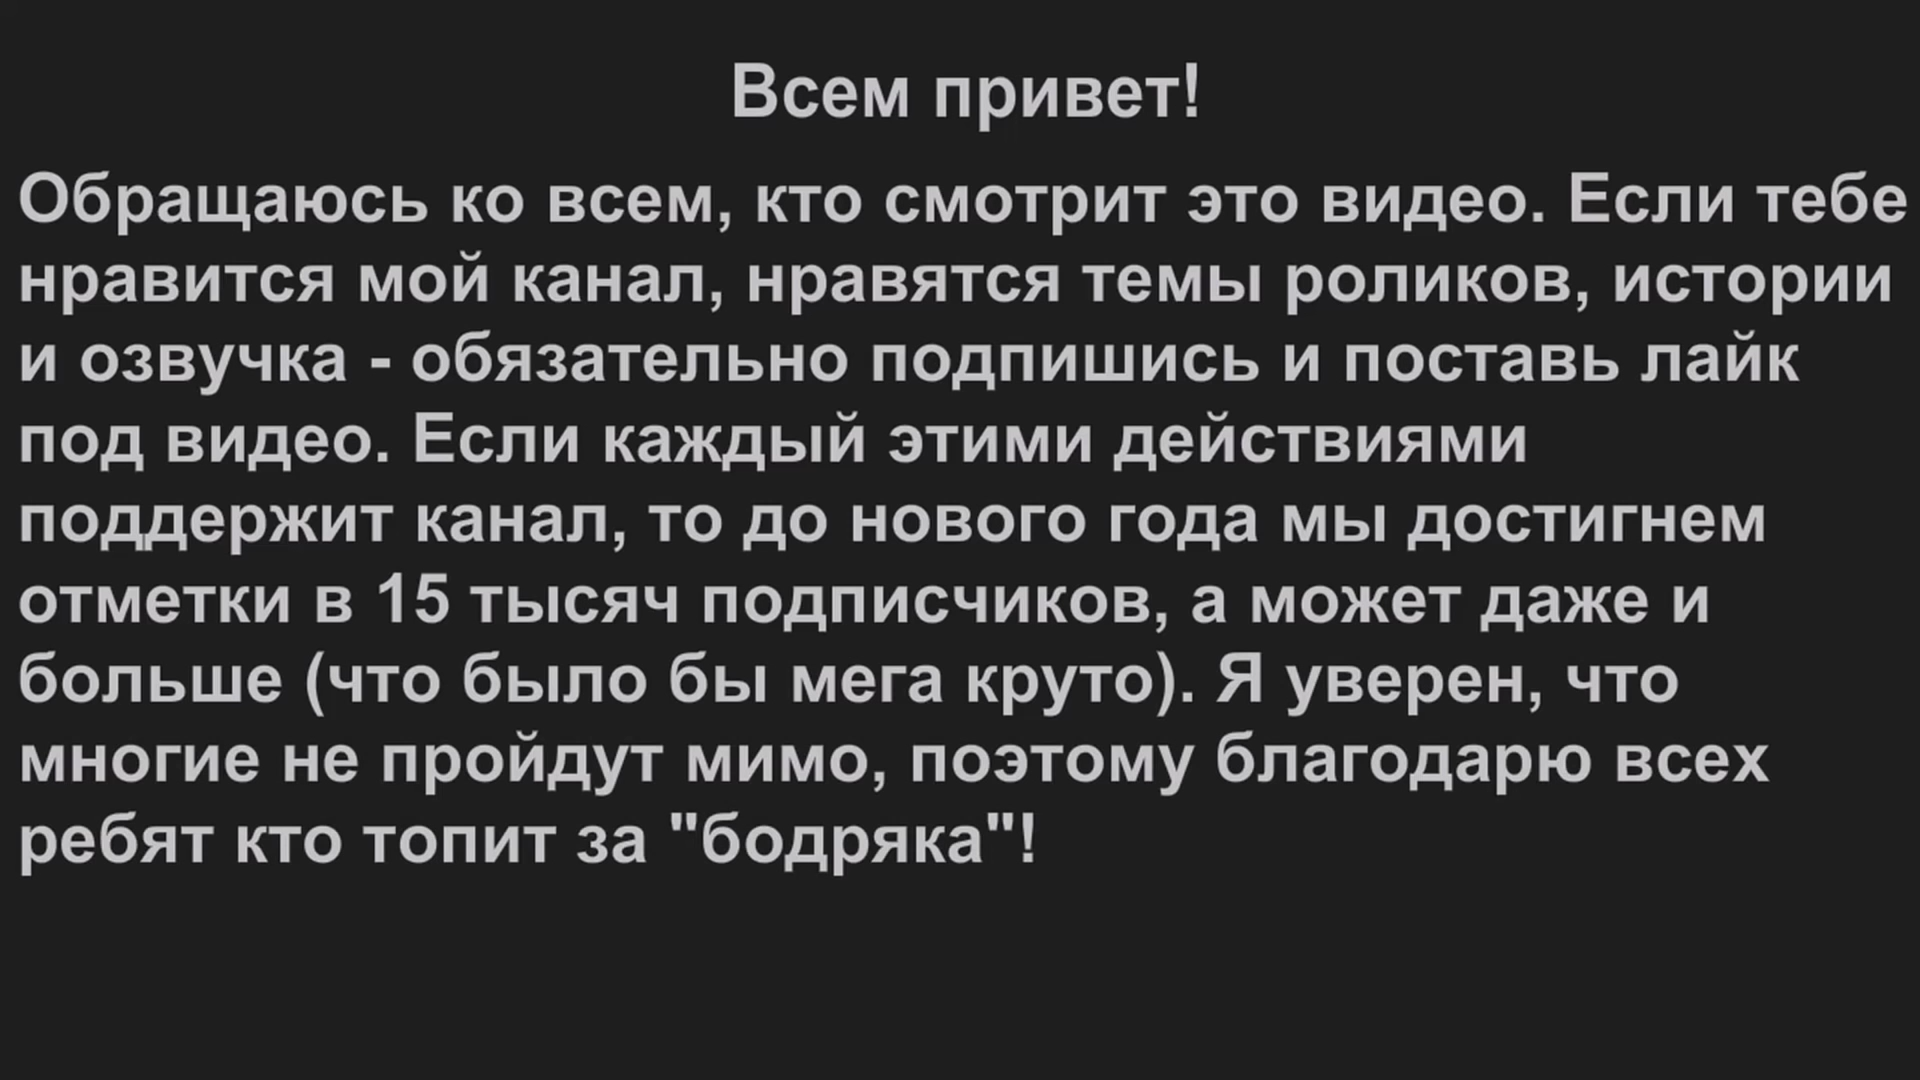 Всем привет!
Обращаюсь ко всем, кто смотрит это видео. Если тебе
нравится мой канал, нравятся темы роликов, истории
и озвучка - обязательно подпишись и поставь лайк
под видео. Если каждый этими действиями
поддержит канал, то до нового года мы достигнем
отметки в 15 тысяч подписчиков, а может даже и
больше (что было бы мега круто). Я уверен, что
многие не пройдут мимо, поэтому благодарю всех
ребят кто топит за "бодряка"!